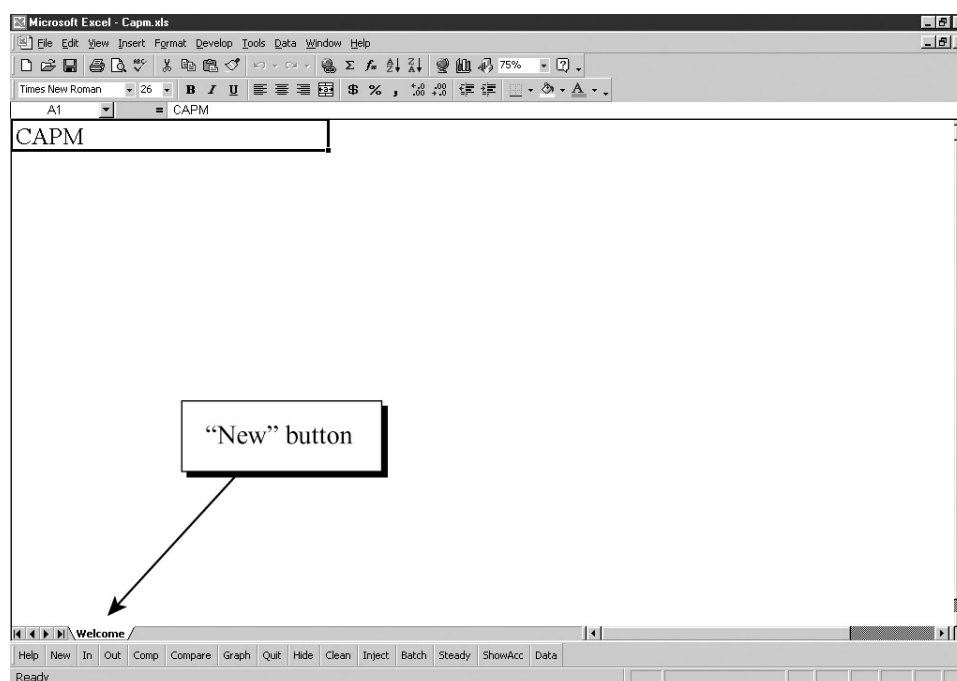 Microsoft Excel - Capm.xls
File Edit View Insert Format Develop Tools Data Window Help
75%
Times New Roman 26 B I U $ % ,
A1 = CAPM
CAPM
“New” button
Welcome
Help New In Out Comp Compare Graph Quit Hide Clean Inject Batch Steady ShowAcc Data
Ready